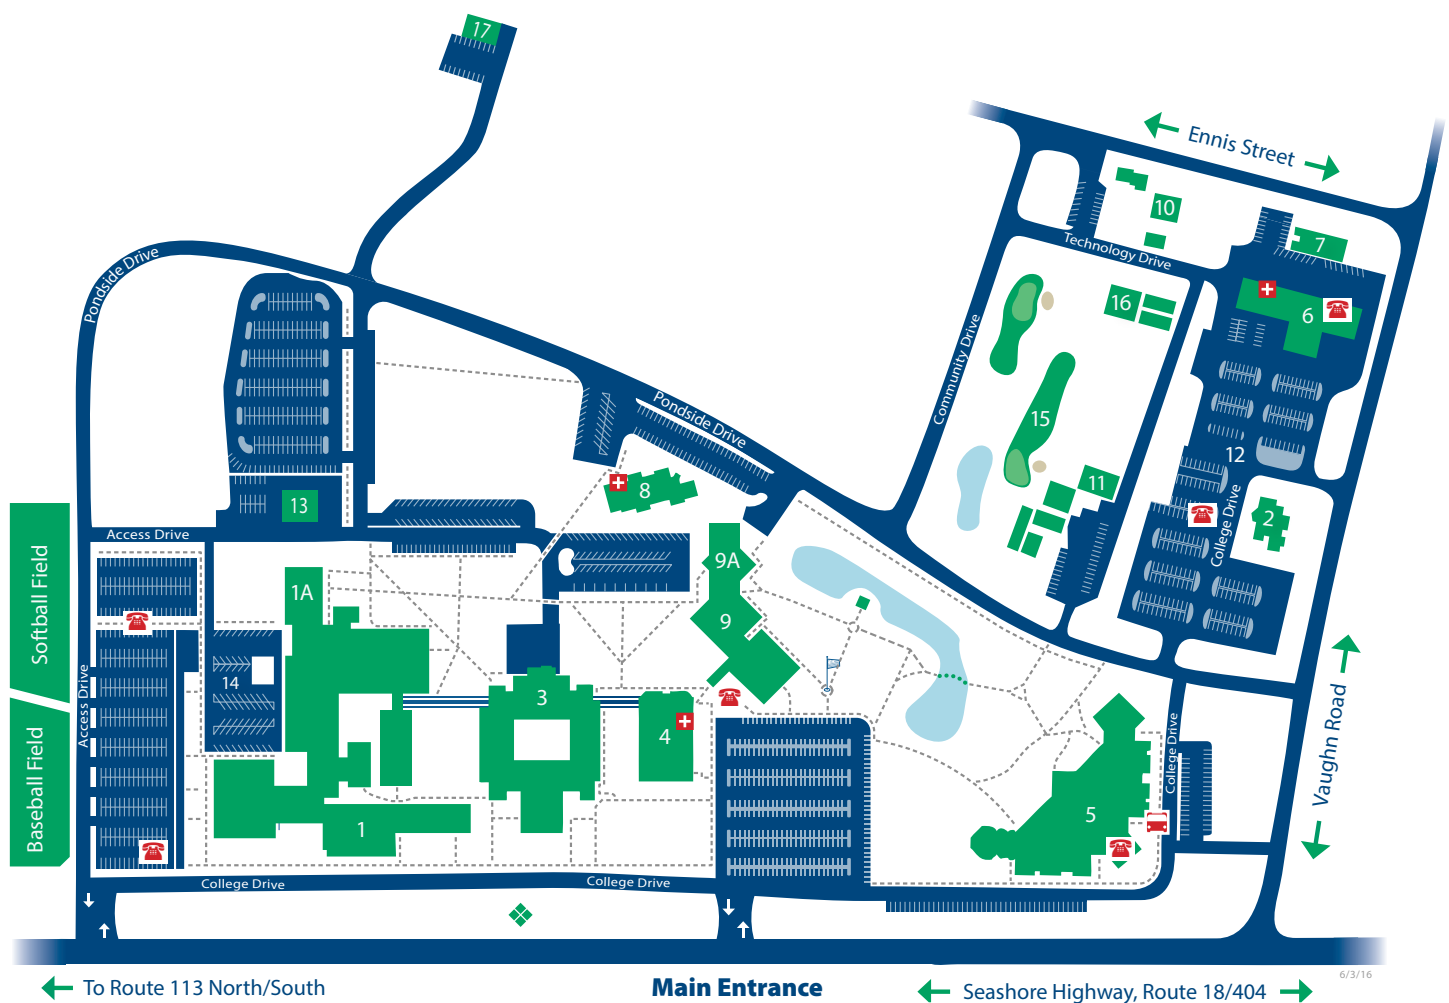 17
Ennis Street
10
7
Technology Drive
Pondside Drive
16
6
Community Drive
Pondside Drive
15
12
11
8
13
2
College Drive
Access Drive
9A
1A
Softball Field
9
14
3
4
Access Drive
College Drive
Vaughn Road
Baseball Field
5
1
College Drive
College Drive
6/3/16
To Route 113 North/South
Main Entrance
Seashore Highway, Route 18/404